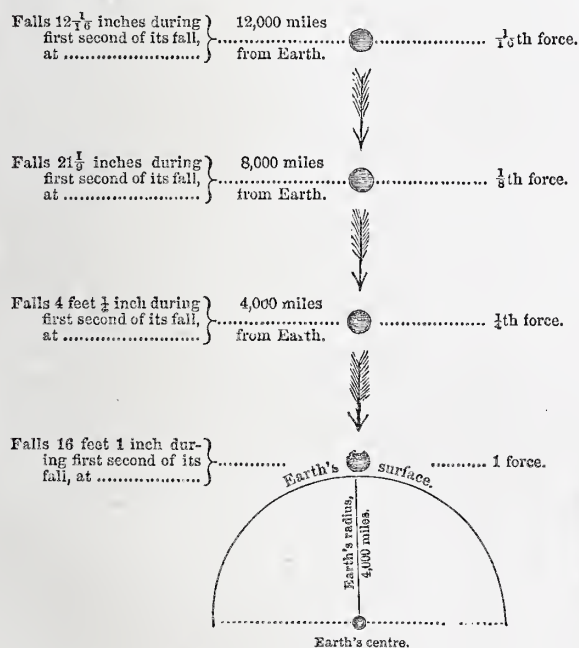 Falls 12 1/16 inches during
first second of its fall,
at ..................
12,000 miles
from Earth.
1/16th force.
Falls 21 1/9 inches during
first second of its fall,
at ..................
8,000 miles
from Earth.
1/8th force.
Falls 4 feet 1/4 inch during
first second of its fall,
at ..................
4,000 miles
from Earth.
1/4th force.
Falls 16 feet 1 inch dur-
ing first second of its
fall, at ...............
1 force.
Earth's surface.
Earth's radius,
4,000 miles.
Earth's centre.